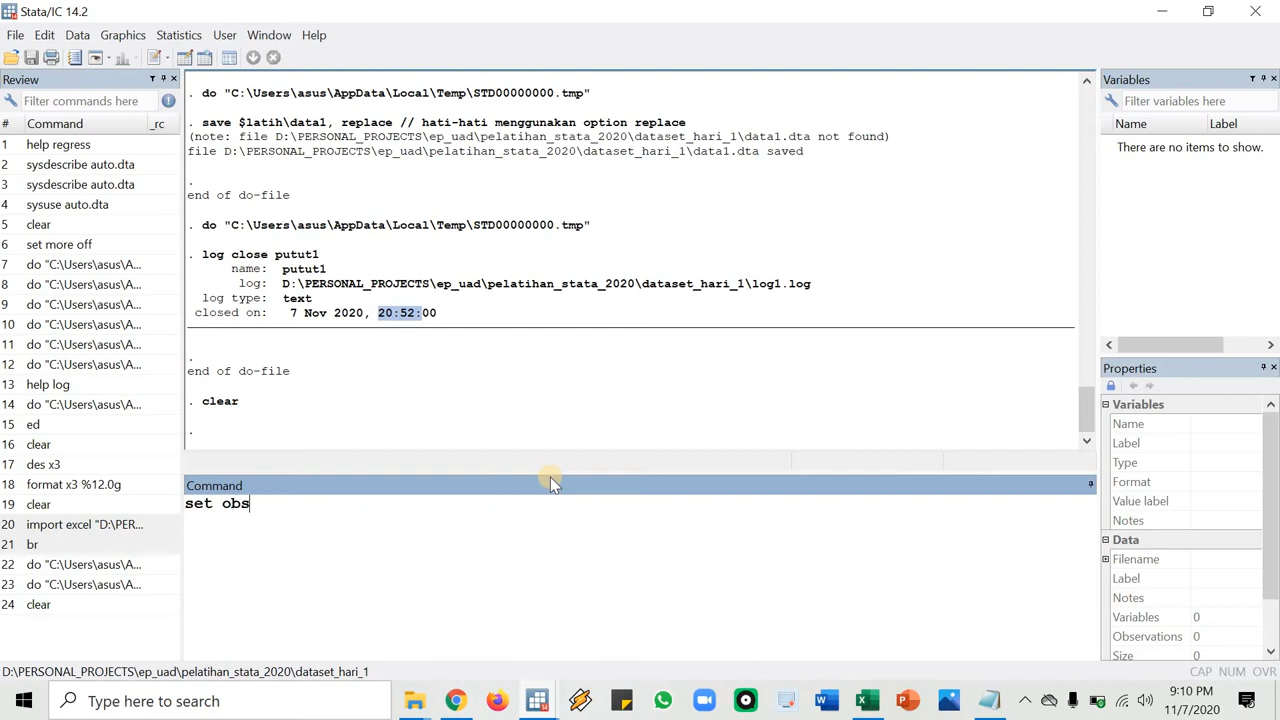 Stata/IC 14.2
File Edit Data Graphics Statistics User Window Help
Review
Filter commands here
# Command _rc
1 help regress
2 sysdescribe auto.dta
3 sysdescribe auto.dta
4 sysuse auto.dta
5 clear
6 set more off
7 do "C:\Users\asus\A...
8 do "C:\Users\asus\A...
9 do "C:\Users\asus\A...
10 do "C:\Users\asus\A...
11 do "C:\Users\asus\A...
12 do "C:\Users\asus\A...
13 help log
14 do "C:\Users\asus\A...
15 ed
16 clear
17 des x3
18 format x3 %12.0g
19 clear
20 import excel "D:\PER...
21 br
22 do "C:\Users\asus\A...
23 do "C:\Users\asus\A...
24 clear
. do "C:\Users\asus\AppData\Local\Temp\STD00000000.tmp"
. save $latih\data1, replace // hati-hati menggunakan option replace
(note: file D:\PERSONAL_PROJECTS\ep_uad\pelatihan_stata_2020\dataset_hari_1\data1.dta not found)
file D:\PERSONAL_PROJECTS\ep_uad\pelatihan_stata_2020\dataset_hari_1\data1.dta saved
.
end of do-file
. do "C:\Users\asus\AppData\Local\Temp\STD00000000.tmp"
. log close putut1
name: putut1
log: D:\PERSONAL_PROJECTS\ep_uad\pelatihan_stata_2020\dataset_hari_1\log1.log
log type: text
closed on: 7 Nov 2020, 20:52:00
.
end of do-file
. clear
.
Command
set obs
Variables
Filter variables here
Name Label
There are no items to show.
Properties
Variables
Name
Label
Type
Format
Value label
Notes
Data
Filename
Label
Notes
Variables 0
Observations 0
Size 0
D:\PERSONAL_PROJECTS\ep_uad\pelatihan_stata_2020\dataset_hari_1
CAP NUM OVR
Type here to search
14
9:10 PM
11/7/2020